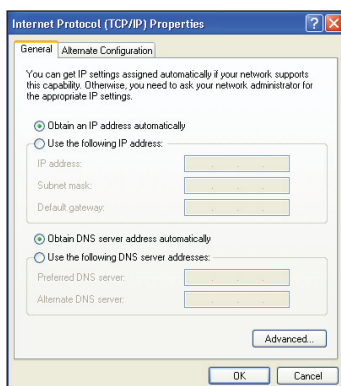 Internet Protocol (TCP/IP) Properties
General
Alternate Configuration
You can get IP settings assigned automatically if your network supports
this capability. Otherwise, you need to ask your network administrator for
the appropriate IP settings.
Obtain an IP address automatically
Use the following IP address:
IP address:
Subnet mask:
Default gateway:
Obtain DNS server address automatically
Use the following DNS server addresses:
Preferred DNS server:
Alternate DNS server:
Advanced...
OK
Cancel